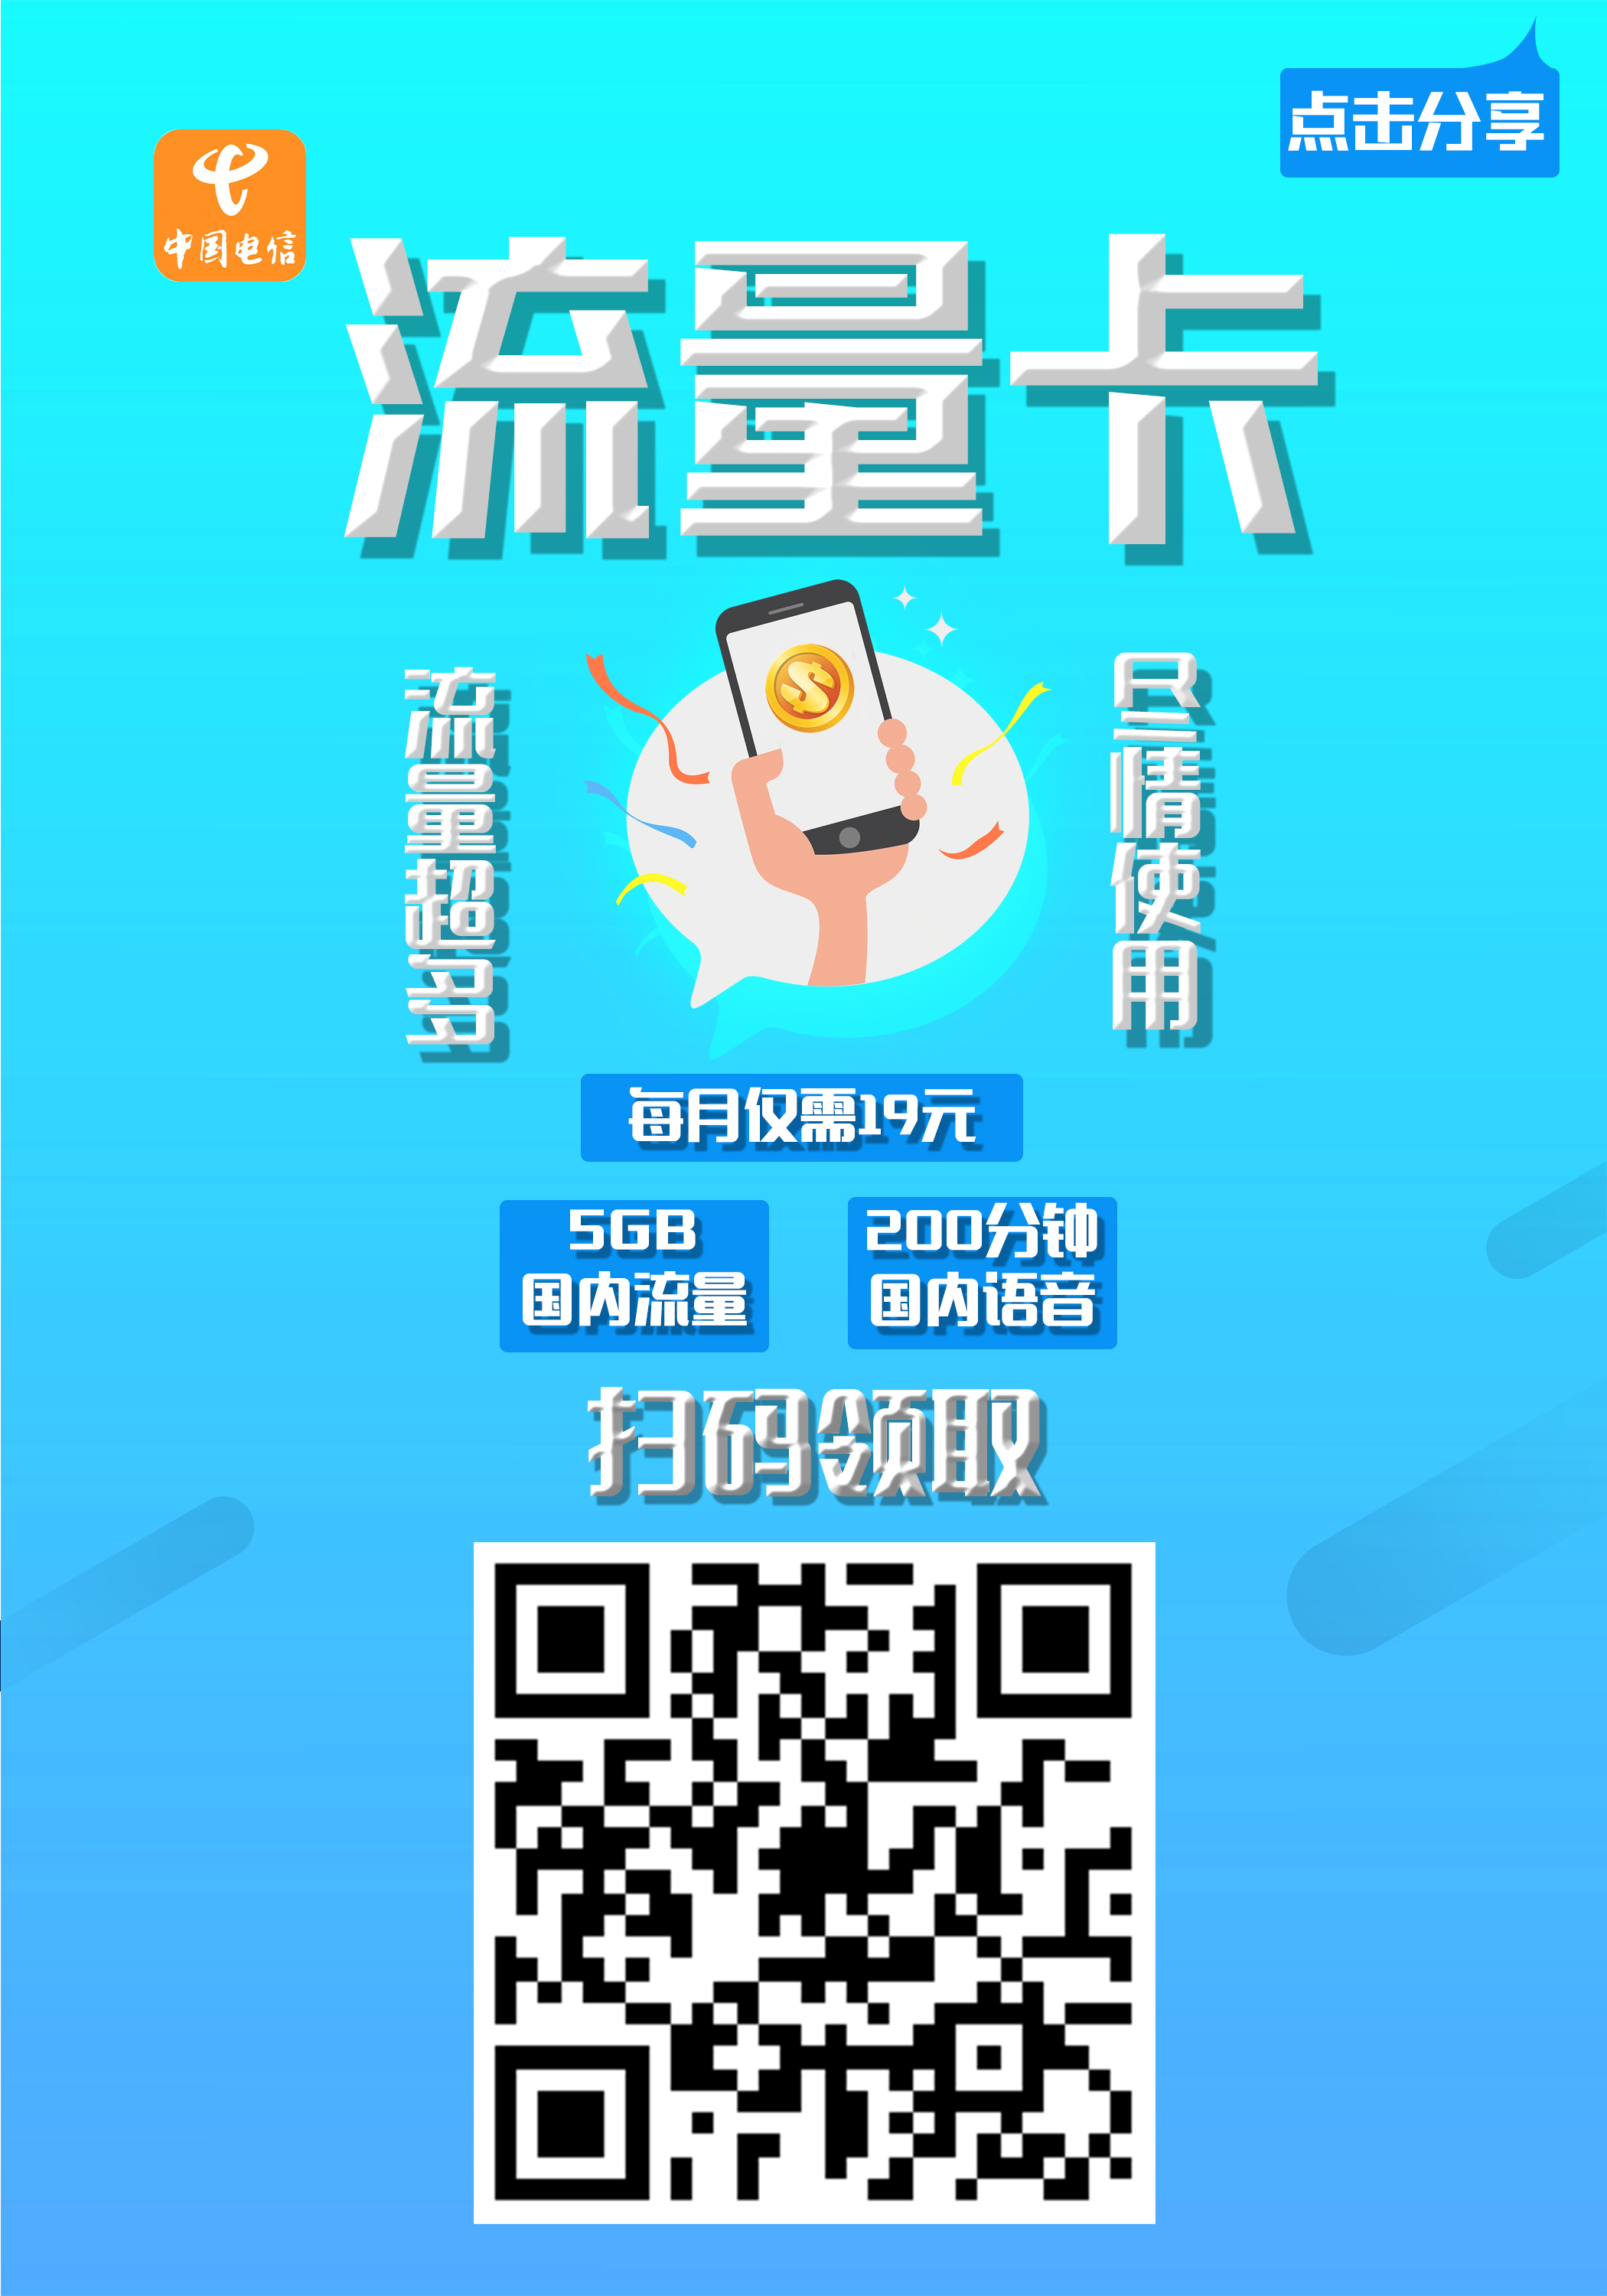 点击分享
中国电信
流量卡
流量超多
尽情使用
每月仅需19元
5GB
国内流量
200分钟
国内语音
扫码领取